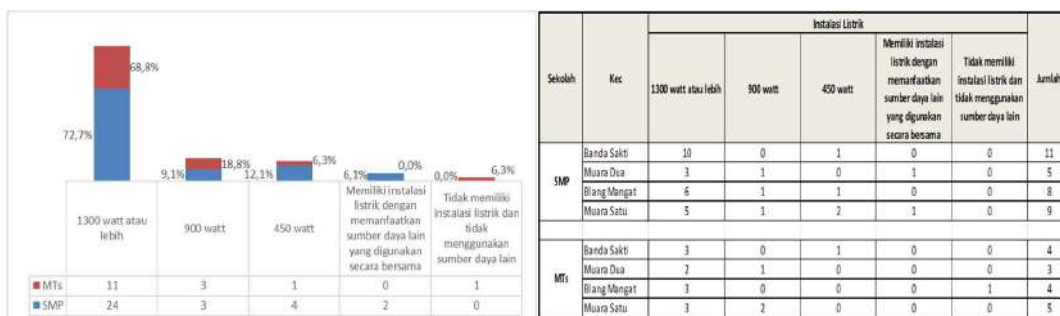 68,8%
72,7%
18,8%
9,1%
6,3%
12,1%
0,0%
6,1%
6,3%
0,0%
1300 watt atau lebih
900 watt
450 watt
Memiliki instalasi listrik dengan memanfaatkan sumber daya lain yang digunakan secara bersama
Tidak memiliki instalasi listrik dan tidak menggunakan sumber daya lain
MTs 11 3 1 0 1
SMP 24 3 4 2 0
Sekolah Kec Instalasi Listrik Jumlah
1300 watt atau lebih
900 watt
450 watt
Memiliki instalasi listrik dengan memanfaatkan sumber daya lain yang digunakan secara bersama
Tidak memiliki instalasi listrik dan tidak menggunakan sumber daya lain
SMP
Banda Sakti 10 0 1 0 0 11
Muara Dua 3 1 0 1 0 5
Blang Mangat 6 1 1 0 0 8
Muara Satu 5 1 2 1 0 9
MTs
Banda Sakti 3 0 1 0 0 4
Muara Dua 2 1 0 0 0 3
Blang Mangat 3 0 0 0 1 4
Muara Satu 3 2 0 0 0 5